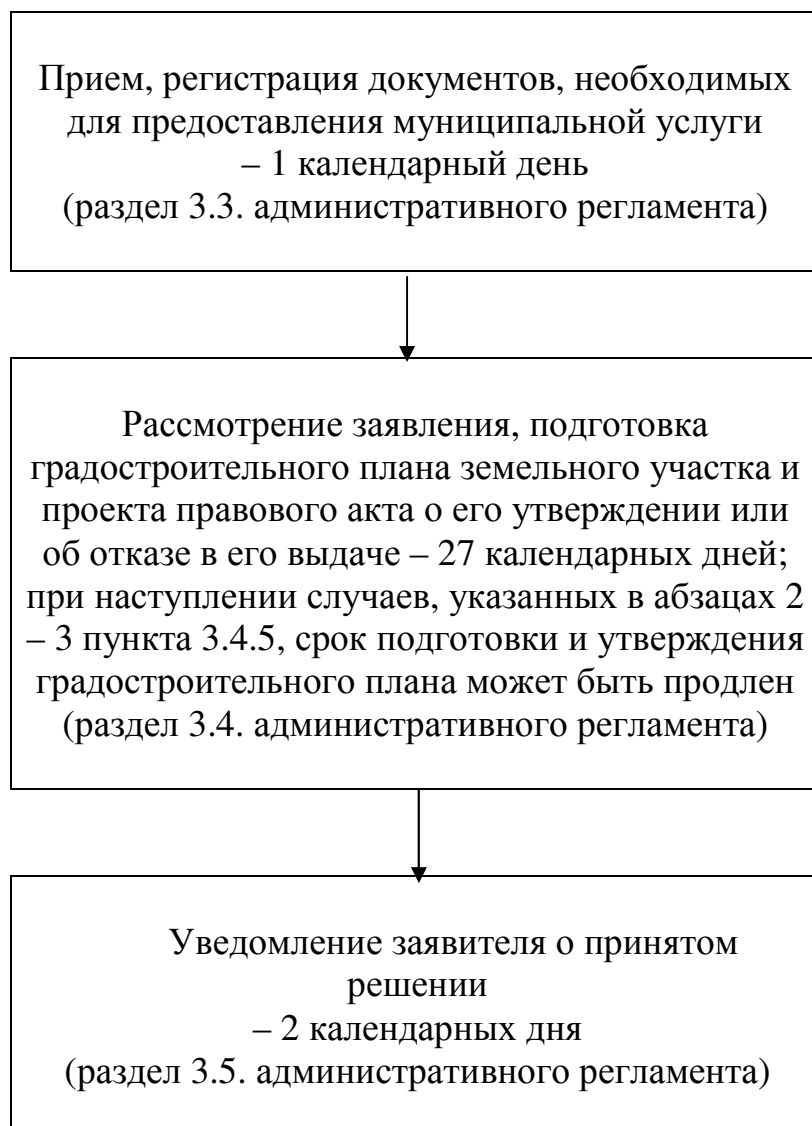 Прием, регистрация документов, необходимых
для предоставления муниципальной услуги
– 1 календарный день
(раздел 3.3. административного регламента)
Рассмотрение заявления, подготовка
градостроительного плана земельного участка и
проекта правового акта о его утверждении или
об отказе в его выдаче – 27 календарных дней;
при наступлении случаев, указанных в абзацах 2
– 3 пункта 3.4.5, срок подготовки и утверждения
градостроительного плана может быть продлен
(раздел 3.4. административного регламента)
Уведомление заявителя о принятом
решении
– 2 календарных дня
(раздел 3.5. административного регламента)